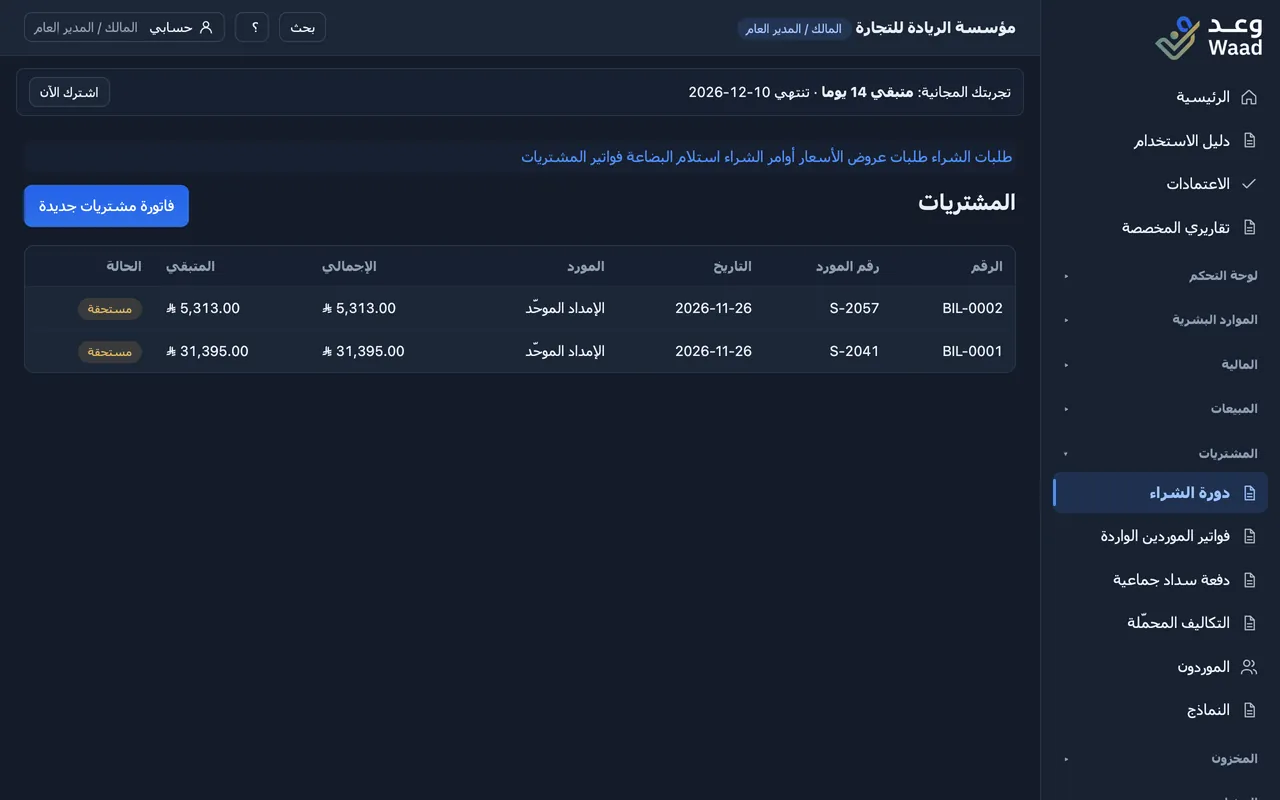 وعد
Waad
الرئيسية
دليل الاستخدام
الاعتمادات
تقاريري المخصصة
لوحة التحكم
الموارد البشرية
المالية
المبيعات
المشتريات
دورة الشراء
فواتير الموردين الواردة
دفعة سداد جماعية
التكاليف المحمّلة
الموردون
النماذج
المخزون
مؤسسة الريادة للتجارة المالك / المدير العام
بحث ؟ حسابي المالك / المدير العام
تجربتك المجانية: متبقي 14 يوما · تنتهي 10-12-2026
اشترك الآن
طلبات الشراء طلبات عروض الأسعار أوامر الشراء استلام البضاعة فواتير المشتريات
المشتريات
فاتورة مشتريات جديدة
الرقم رقم المورد التاريخ المورد الإجمالي المتبقي الحالة
BIL-0002 S-2057 2026-11-26 الإمداد الموحّد 5,313.00 5,313.00 مستحقة
BIL-0001 S-2041 2026-11-26 الإمداد الموحّد 31,395.00 31,395.00 مستحقة